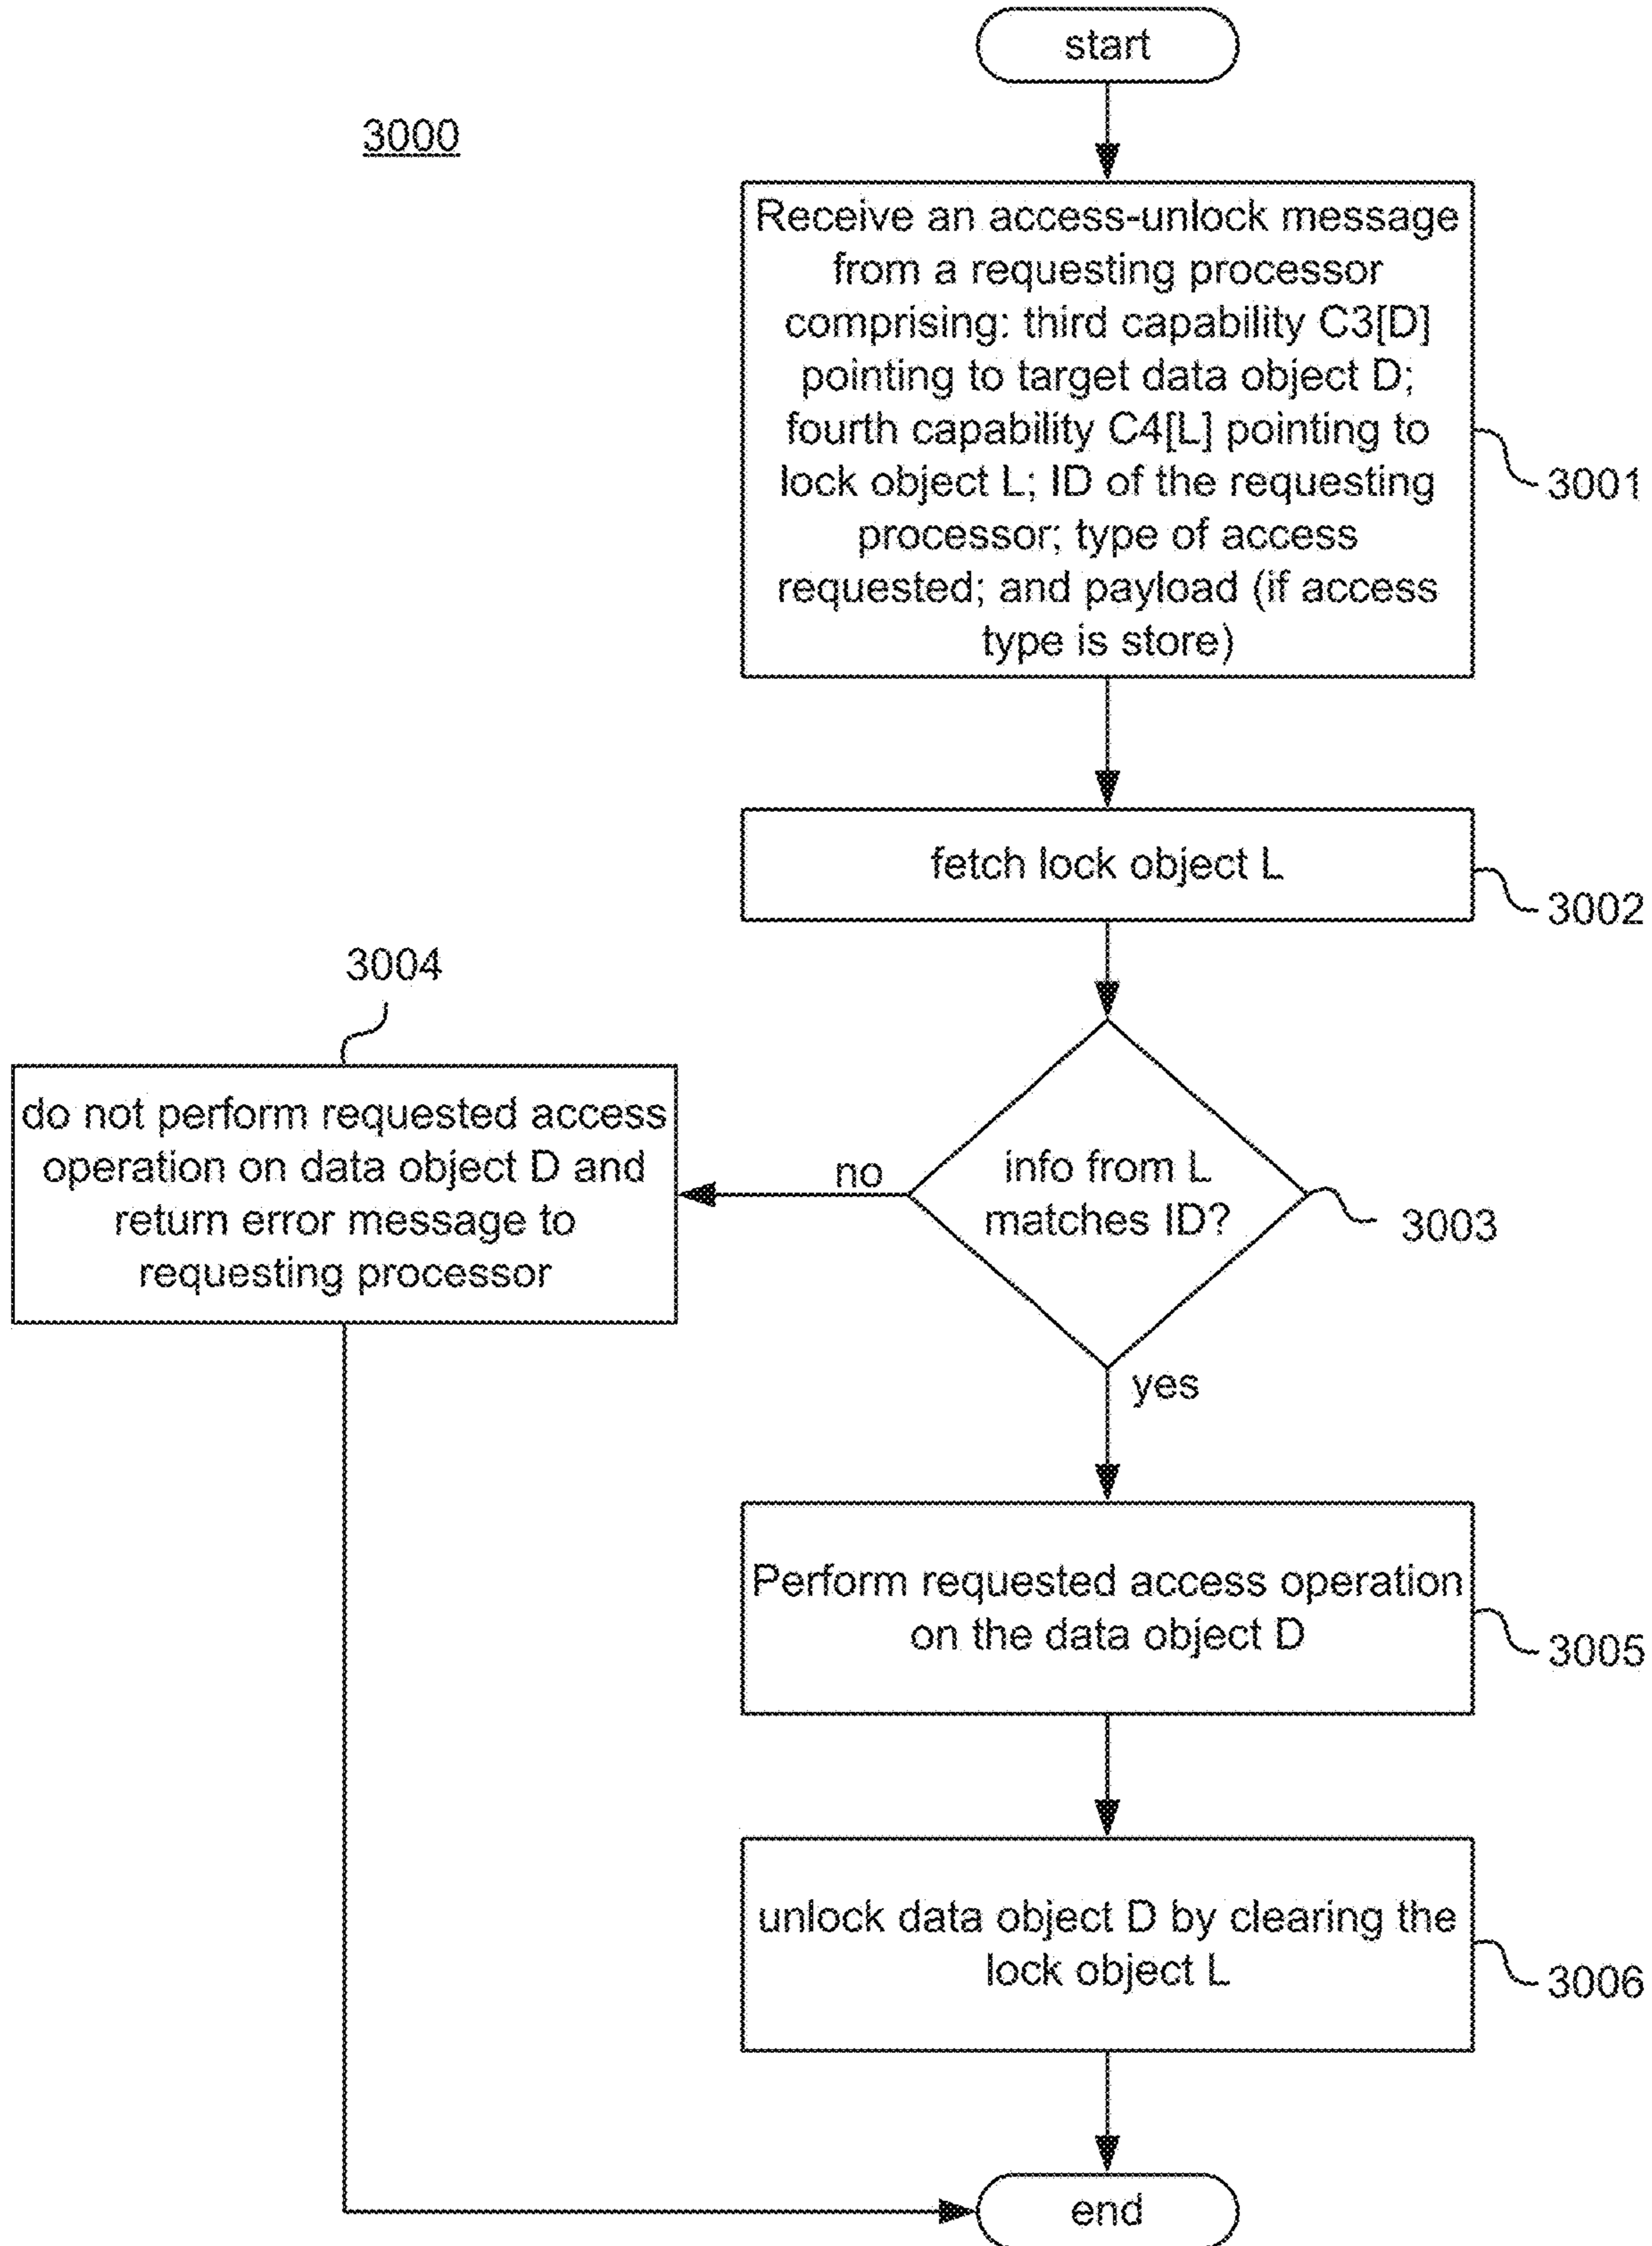 start
3000
Receive an access-unlock message
from a requesting processor
comprising: third capability C3[D]
pointing to target data object D;
fourth capability C4[L] pointing to
lock object L; ID of the requesting
processor; type of access
requested; and payload (if access
type is store)
3001
fetch lock object L
3002
3004
do not perform requested access
operation on data object D and
return error message to
requesting processor
no
info from L
matches ID?
3003
yes
Perform requested access operation
on the data object D
3005
unlock data object D by clearing the
lock object L
3006
end